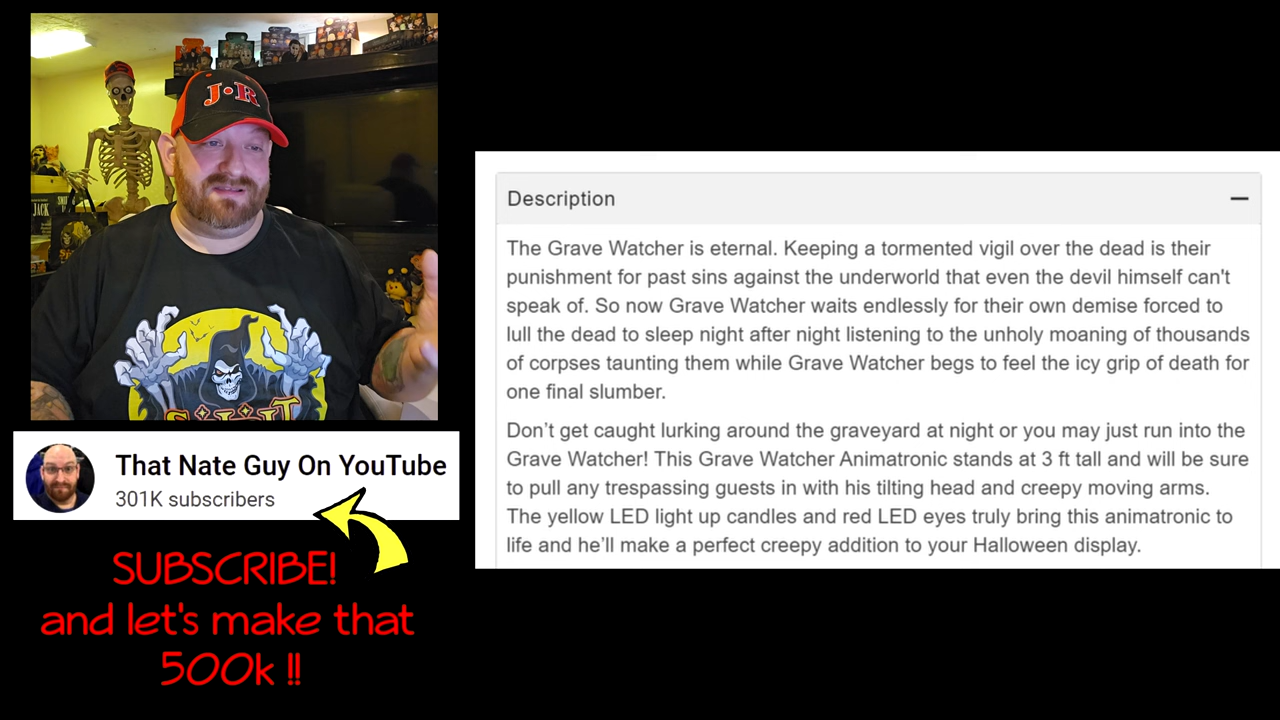 J·R
JACK
Description
The Grave Watcher is eternal. Keeping a tormented vigil over the dead is their
punishment for past sins against the underworld that even the devil himself can't
speak of. So now Grave Watcher waits endlessly for their own demise forced to
lull the dead to sleep night after night listening to the unholy moaning of thousands
of corpses taunting them while Grave Watcher begs to feel the icy grip of death for
one final slumber.
Don’t get caught lurking around the graveyard at night or you may just run into the
Grave Watcher! This Grave Watcher Animatronic stands at 3 ft tall and will be sure
to pull any trespassing guests in with his tilting head and creepy moving arms.
The yellow LED light up candles and red LED eyes truly bring this animatronic to
life and he’ll make a perfect creepy addition to your Halloween display.
That Nate Guy On YouTube
301K subscribers
SUBSCRIBE!
and let's make that
500k !!